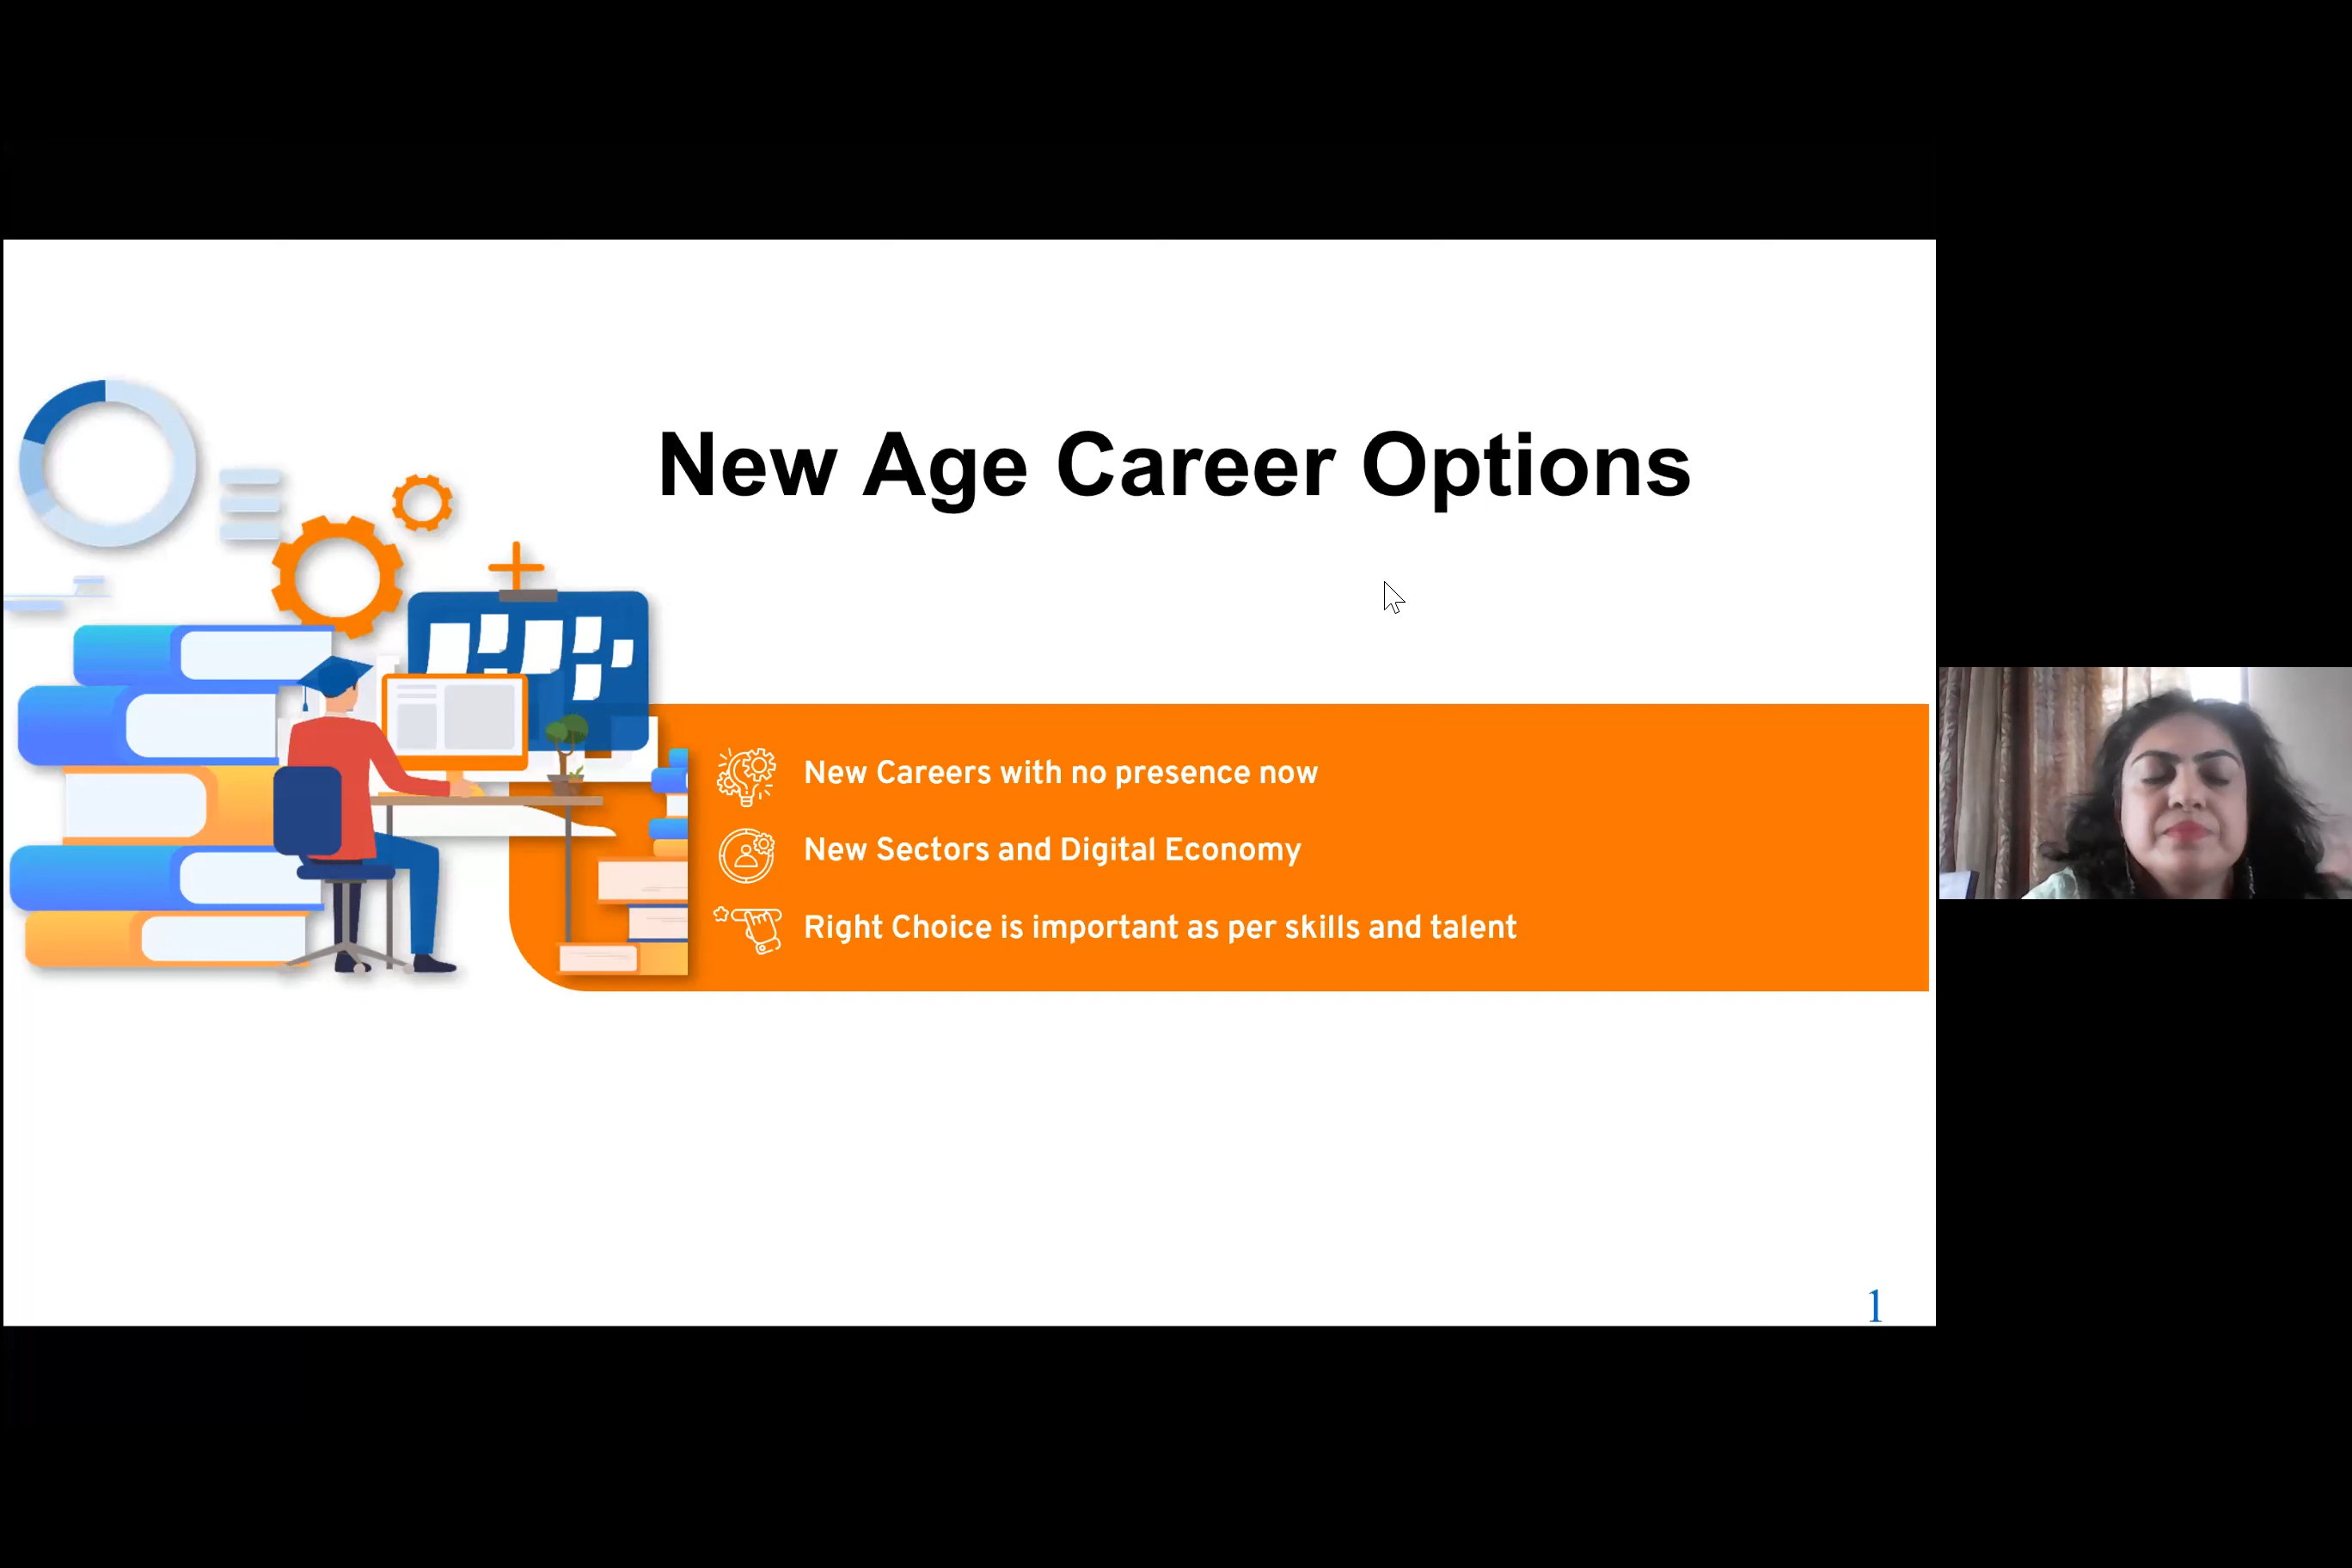 New Age Career Options
New Careers with no presence now
New Sectors and Digital Economy
Right Choice is important as per skills and talent
1